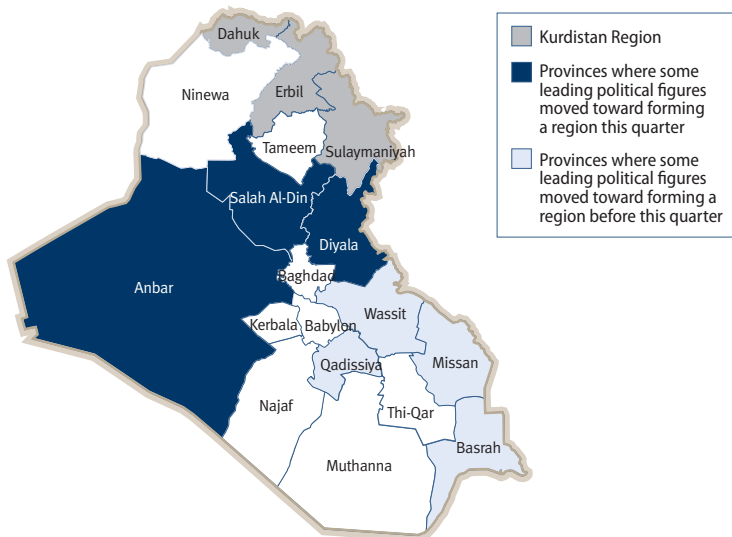 Dahuk
Ninewa
Erbil
Tameem
Sulaymaniyah
Salah Al-Din
Diyala
Anbar
Baghdad
Wassit
Kerbala
Babylon
Qadissiya
Missan
Najaf
Thi-Qar
Basrah
Muthanna
Kurdistan Region
Provinces where some
leading political figures
moved toward forming
a region this quarter
Provinces where some
leading political figures
moved toward forming a
region before this quarter